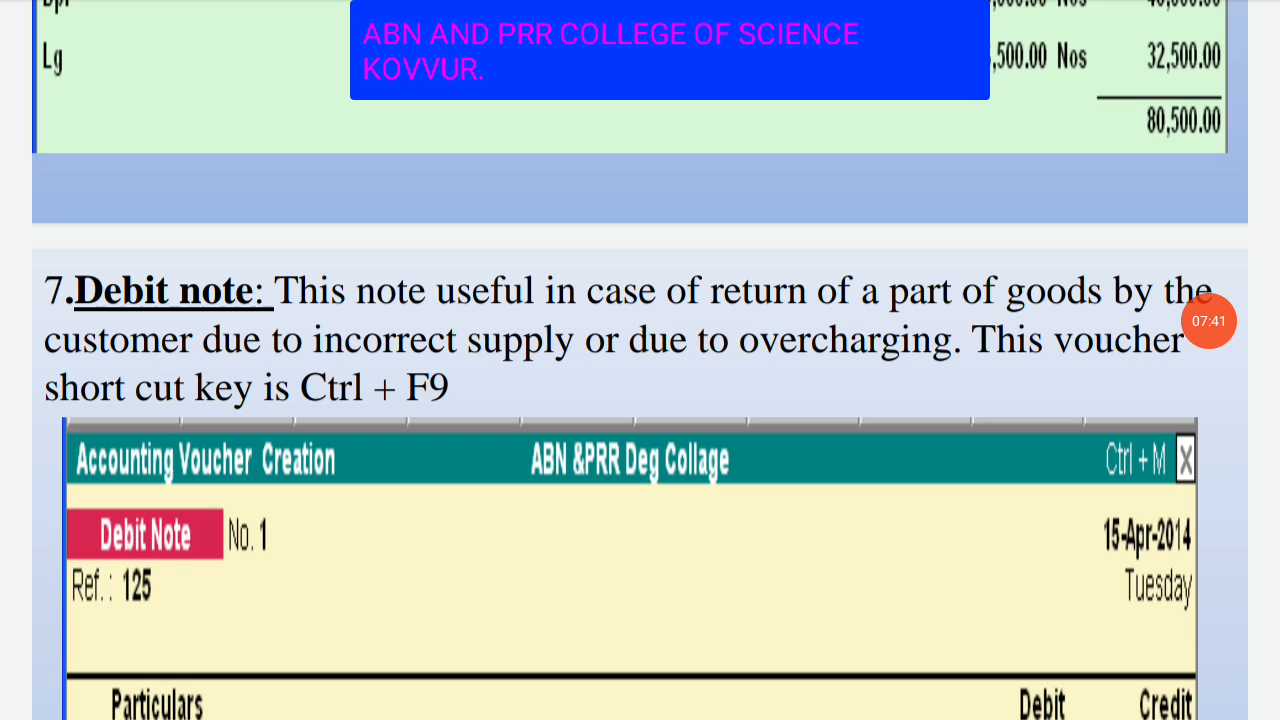 ABN AND PRR COLLEGE OF SCIENCE
KOVVUR.
Lg ,500.00 Nos 32,500.00
80,500.00
7.Debit note: This note useful in case of return of a part of goods by the
07:41
customer due to incorrect supply or due to overcharging. This voucher
short cut key is Ctrl + F9
Accounting Voucher Creation ABN &PRR Deg Collage Ctrl + M X
Debit Note No. 1 15-Apr-2014
Ref. : 125 Tuesday
Particulars Debit Credit